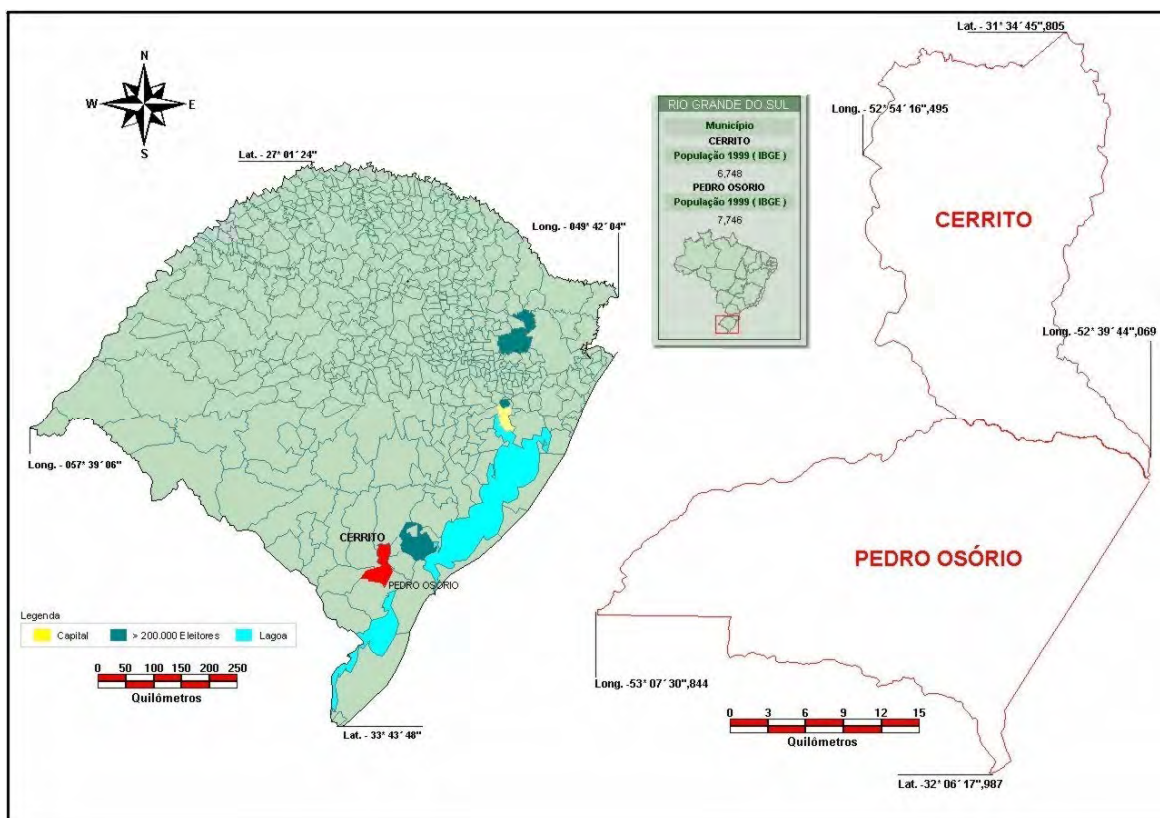 N
W
E
S
Lat. - 27° 01´ 24"
Long. - 049° 42´ 04"
Long. - 057° 39´ 06"
CERRITO
PEDRO OSÓRIO
Legenda
Capital
> 200.000 Eleitores
Lagoa
0 50 100 150 200 250
Quilômetros
Lat. - 33° 43´ 48"
RIO GRANDE DO SUL
Município
CERRITO
População 1999 ( IBGE )
6,748
PEDRO OSORIO
População 1999 ( IBGE )
7,746
Lat. - 31° 34´ 45",805
Long. - 52° 54´ 16",495
CERRITO
Long. -52° 39´ 44",069
PEDRO OSÓRIO
Long. -53° 07´ 30",844
0 3 6 9 12 15
Quilômetros
Lat. -32° 06´ 17",987